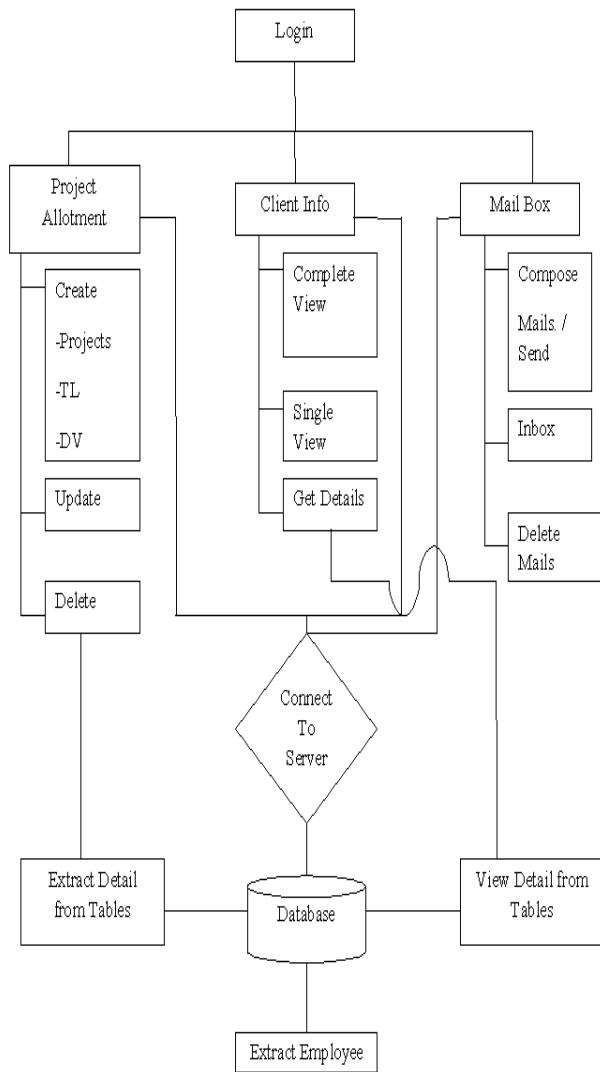 Login
Project
Allotment
Client Info
Mail Box
Create
-Projects
-TL
-DV
Update
Delete
Complete
View
Single
View
Get Details
Compose
Mails. /
Send
Inbox
Delete
Mails
Connect
To
Server
Extract Detail
from Tables
Database
View Detail from
Tables
Extract Employee